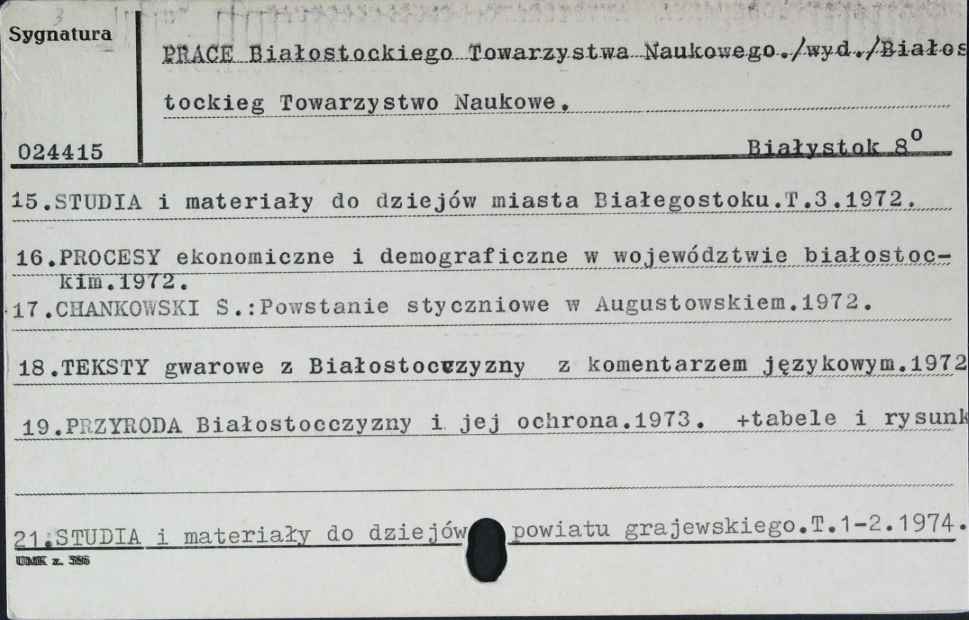 Sygnatura
PRACE Białostockiego Towarzystwa Naukowego./wyd./Białos
tockieg Towarzystwo Naukowe.
024415
Białystok 8o
15.STUDIA i materiały do dziejów miasta Białegostoku.T.3.1972.
16.PROCESY ekonomiczne i demograficzne w województwie białostoc-
kim.1972.
17.CHANKOWSKI S.:Powstanie styczniowe w Augustowskiem.1972.
18.TEKSTY gwarowe z Białostocczyzny z komentarzem językowym.1972
19.PRZYRODA Białostocczyzny i jej ochrona.1973. +tabele i rysunk
21.STUDIA i materiały do dziejów powiatu grajewskiego.T.1-2.1974.
UMK z. 386